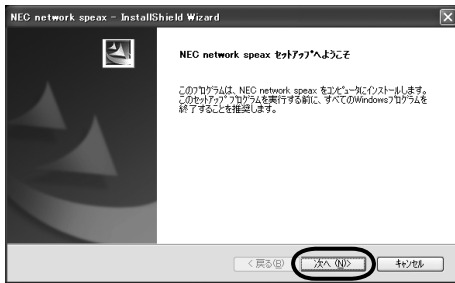 NEC network speax - InstallShield Wizard
NEC network speax ｾｯﾄｱｯﾌﾟへようこそ
このﾌﾟﾛｸﾞﾗﾑは、NEC network speax をｺﾝﾋﾟｭｰﾀにｲﾝｽﾄｰﾙします。
このｾｯﾄｱｯﾌﾟ ﾌﾟﾛｸﾞﾗﾑを実行する前に、すべてのWindowsﾌﾟﾛｸﾞﾗﾑを
終了することを推奨します。
< 戻る(B) 次へ (N)> ｷｬﾝｾﾙ